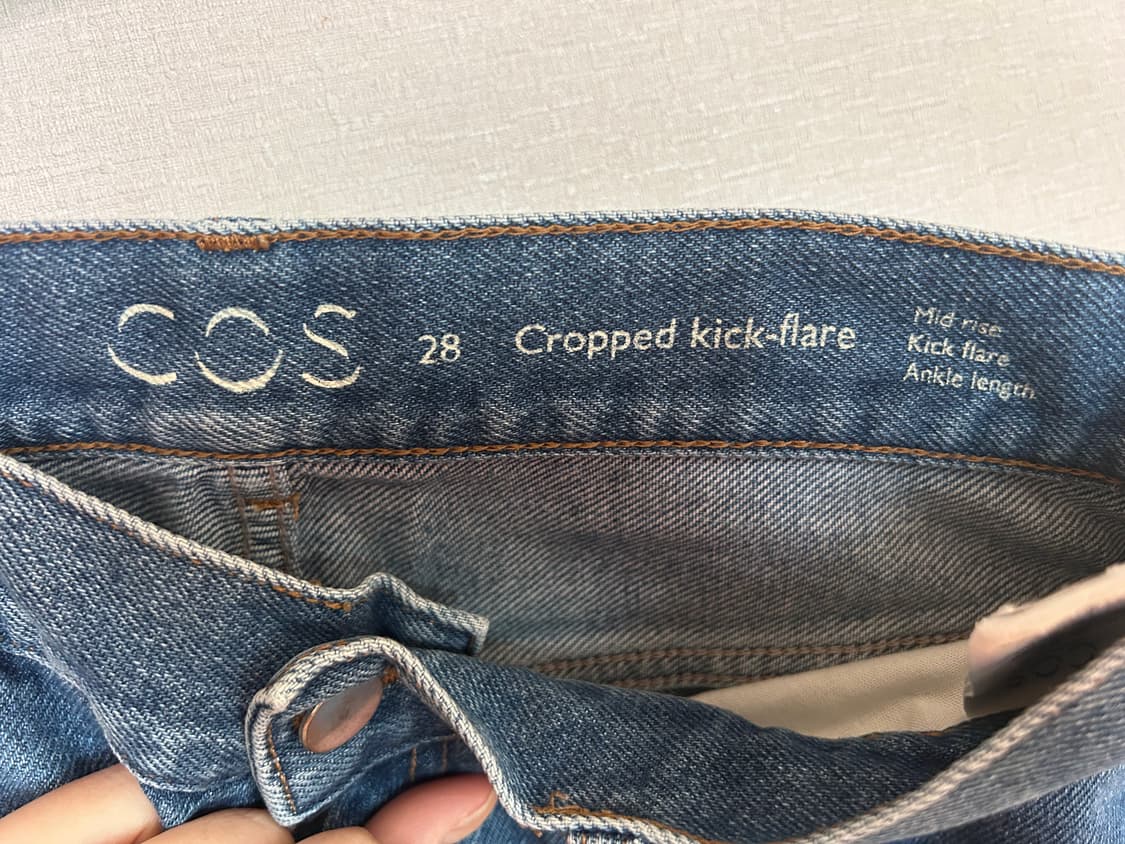 COS 28 Cropped kick-flare
Mid rise
Kick flare
Ankle length